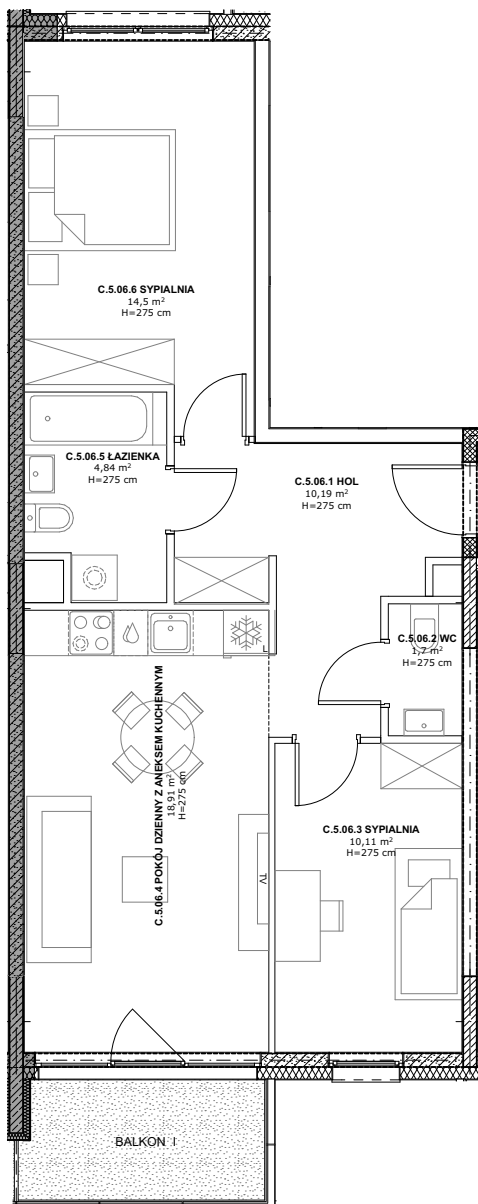 C.5.06.6 SYPIALNIA
14,5 m²
H=275 cm
C.5.06.5 ŁAZIENKA
4,84 m²
H=275 cm
C.5.06.1 HOL
10,19 m²
H=275 cm
C.5.06.2 WC
1,7 m²
H=275 cm
C.5.06.4 POKÓJ DZIENNY Z ANEKSEM KUCHENNYM
18,91 m²
H=275 cm
TV
C.5.06.3 SYPIALNIA
10,11 m²
H=275 cm
BALKON I